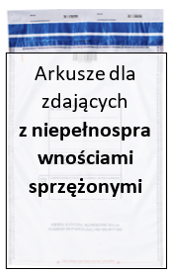 Arkusze dla
zdających
z niepełnospra
wnościami
sprzężonymi